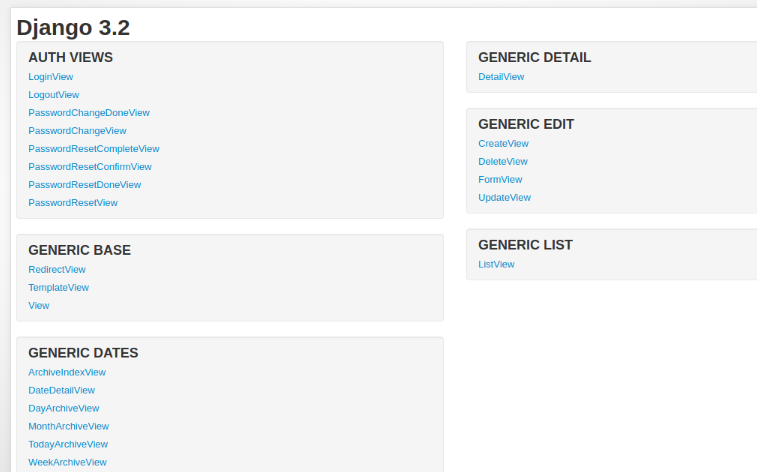 Django 3.2
AUTH VIEWS
LoginView
LogoutView
PasswordChangeDoneView
PasswordChangeView
PasswordResetCompleteView
PasswordResetConfirmView
PasswordResetDoneView
PasswordResetView
GENERIC BASE
RedirectView
TemplateView
View
GENERIC DATES
ArchiveIndexView
DateDetailView
DayArchiveView
MonthArchiveView
TodayArchiveView
WeekArchiveView
GENERIC DETAIL
DetailView
GENERIC EDIT
CreateView
DeleteView
FormView
UpdateView
GENERIC LIST
ListView